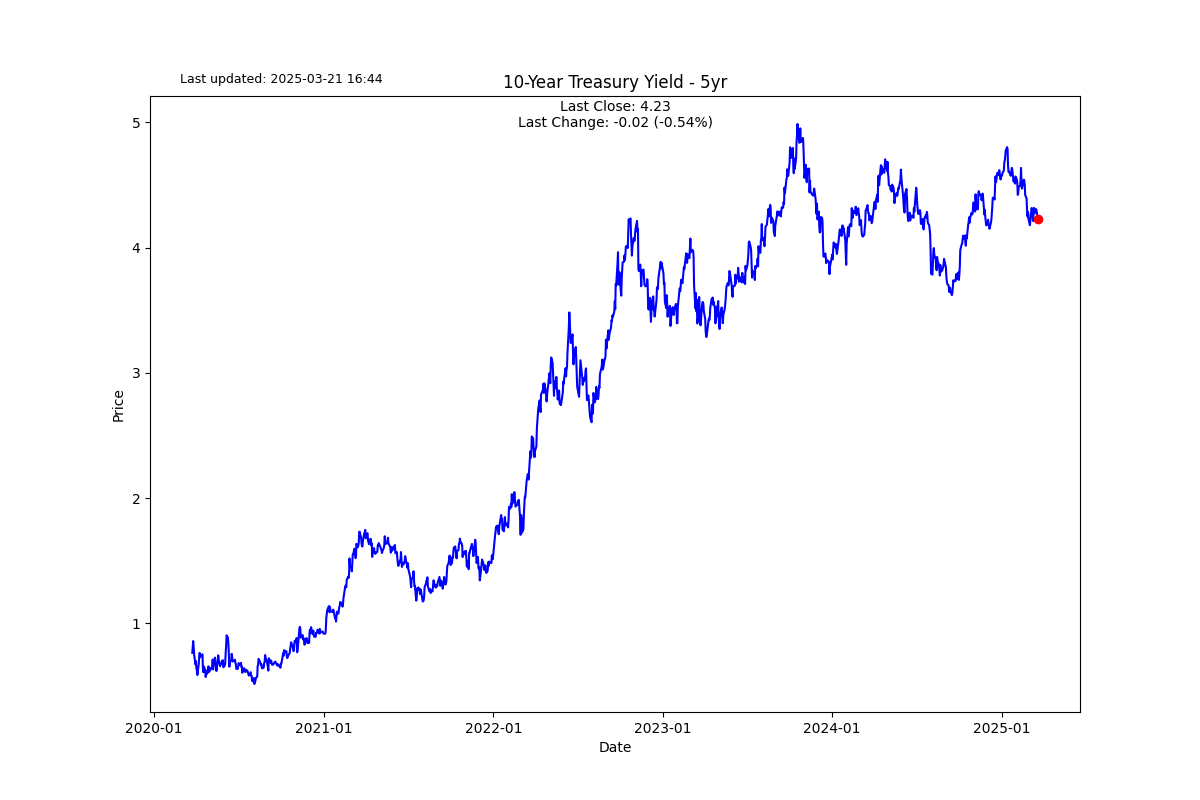 Last updated: 2025-03-21 16:44
10-Year Treasury Yield - 5yr
Last Close: 4.23
Last Change: -0.02 (-0.54%)
5
4
3
2
1
Price
2020-01
2021-01
2022-01
2023-01
2024-01
2025-01
Date